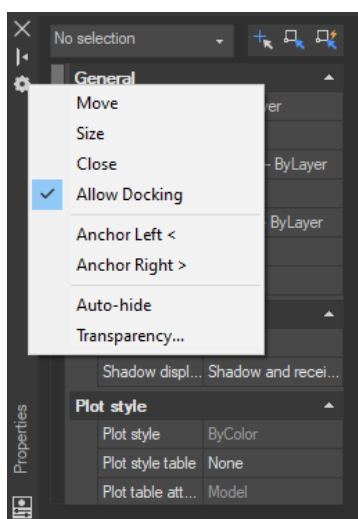 No selection
General
Move
yer
Size
Close
- ByLayer
Allow Docking
Anchor Left <
ByLayer
Anchor Right >
Auto-hide
Transparency...
Shadow displ... Shadow and recei...
Plot style
Plot style ByColor
Plot style table None
Plot table att... Model
Properties